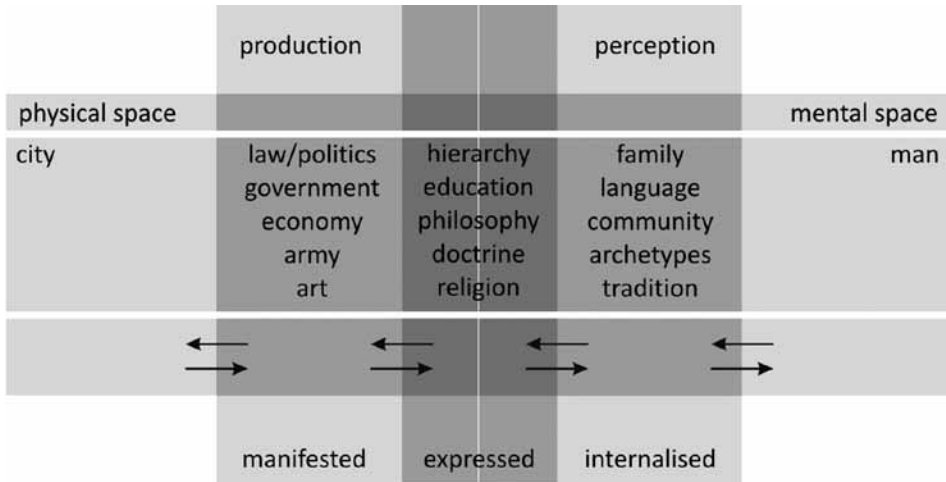 production perception
physical space mental space
city law/politics hierarchy family man
government education language
economy philosophy community
army doctrine archetypes
art religion tradition
manifested expressed internalised